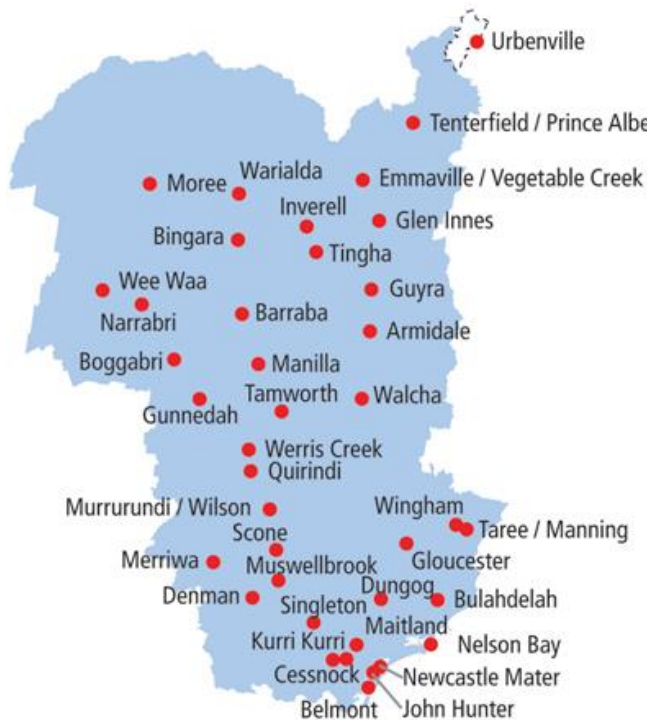 Urbenville
Tenterfield / Prince Albe
Warialda
Moree
Emmaville / Vegetable Creek
Inverell
Glen Innes
Bingara
Tingha
Wee Waa
Guyra
Narrabri
Barraba
Armidale
Boggabri
Manilla
Tamworth
Walcha
Gunnedah
Werris Creek
Quirindi
Murrurundi / Wilson
Wingham
Taree / Manning
Scone
Merriwa
Muswellbrook
Gloucester
Denman
Dungog
Bulahdelah
Singleton
Maitland
Kurri Kurri
Nelson Bay
Cessnock
Newcastle Mater
Belmont
John Hunter